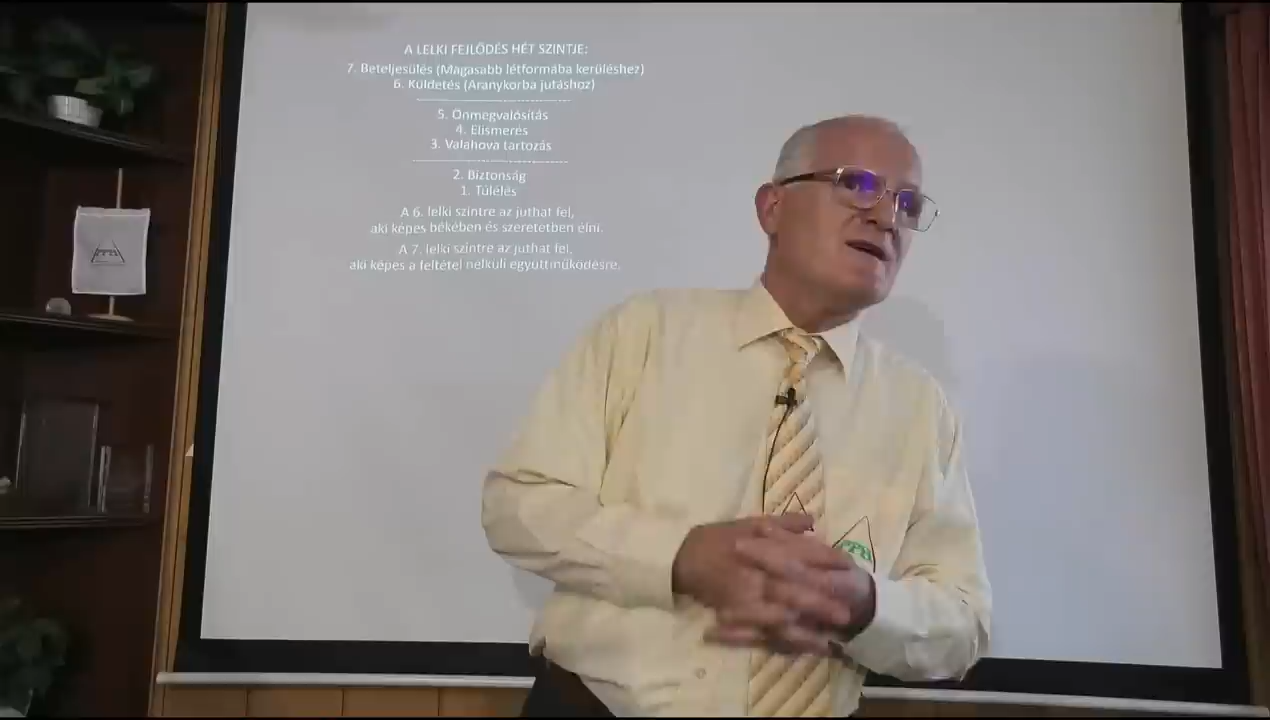 A LELKI FEJLŐDÉS HÉT SZINTJE:
7. Beteljesülés (Magasabb létformába kerüléshez)
6. Küldetés (Aranykorba jutáshoz)
5. Önmegvalósítás
4. Elismerés
3. Valahova tartozás
2. Biztonság
1. Túlélés
A 6. lelki szintre az juthat fel,
aki képes békében és szeretetben élni.
A 7. lelki szintre az juthat fel,
aki képes a feltétel nélküli együttműködésre.